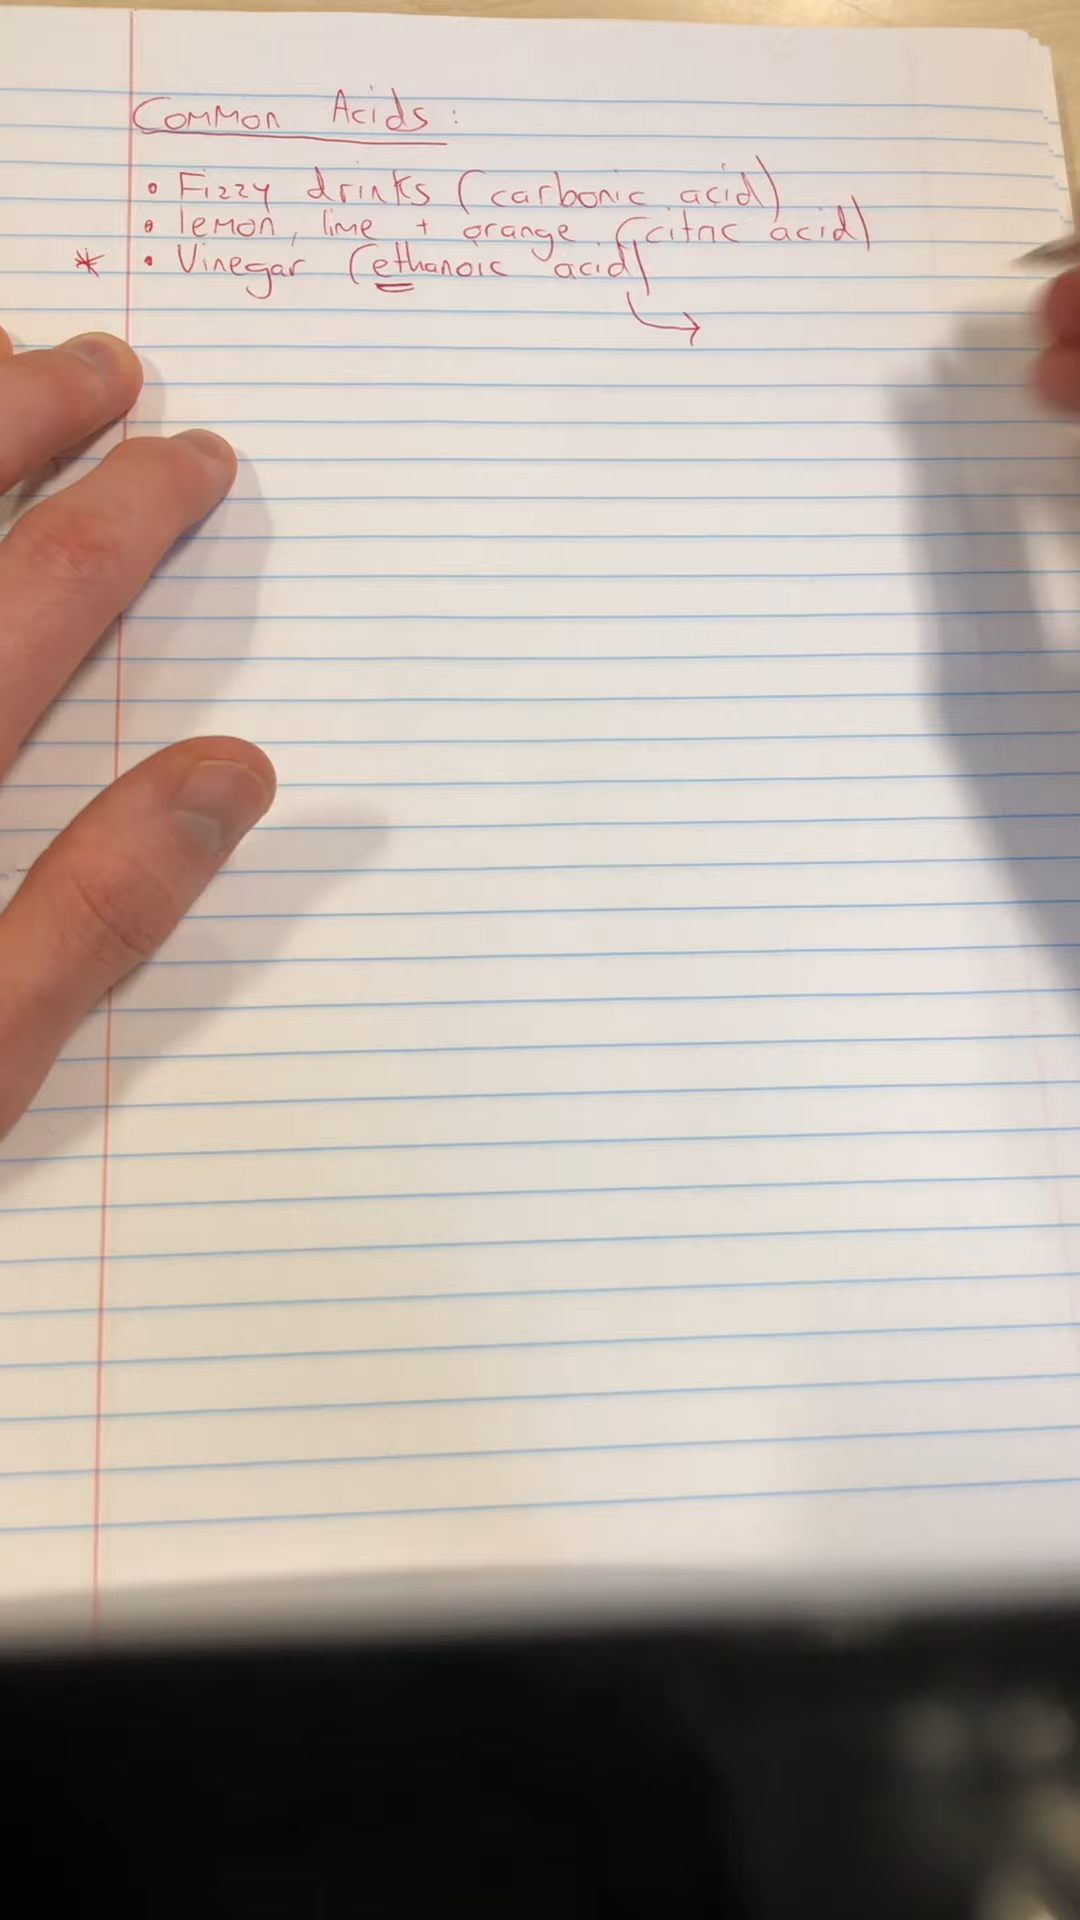 Common Acids:
• Fizzy drinks (carbonic acid)
• lemon, lime + orange (citric acid)
* • Vinegar (ethanoic acid)